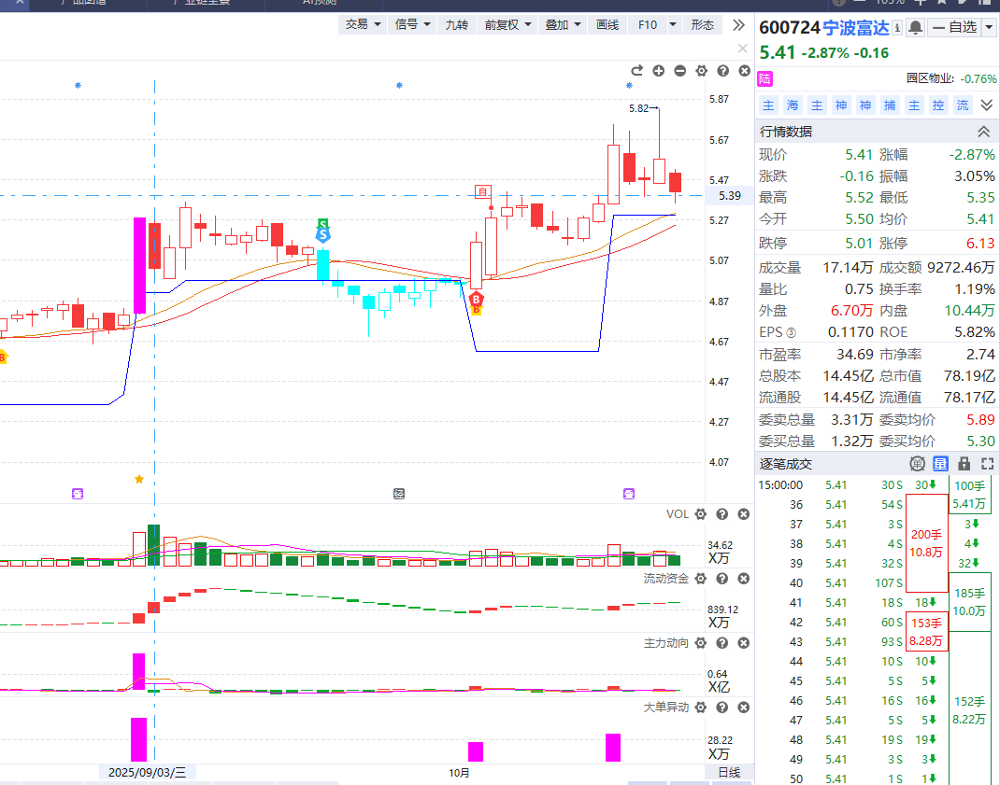 105%
交易 信号 九转 前复权 叠加 画线 F10 形态
600724 宁波富达 自选
5.41 -2.87% -0.16
陆
园区物业: -0.76%
主 海 主 神 神 捕 主 控 流
行情数据
现价 5.41 涨幅 -2.87%
涨跌 -0.16 振幅 3.05%
最高 5.52 最低 5.35
今开 5.50 均价 5.41
跌停 5.01 涨停 6.13
成交量 17.14万 成交额 9272.46万
量比 0.75 换手率 1.19%
外盘 6.70万 内盘 10.44万
EPS③ 0.1170 ROE 5.82%
市盈率 34.69 市净率 2.74
总股本 14.45亿 总市值 78.19亿
流通股 14.45亿 流通值 78.17亿
委卖总量 3.31万 委卖均价 5.89
委买总量 1.32万 委买均价 5.30
逐笔成交
15:00:00 5.41 30 S 30
36 5.41 54 S
37 5.41 3 S
38 5.41 4 S
39 5.41 32 S
40 5.41 107 S
41 5.41 18 S 18
42 5.41 60 S
43 5.41 93 S
44 5.41 10 S 10
45 5.41 5 S 5
46 5.41 16 S 16
47 5.41 5 S 5
48 5.41 19 S 19
49 5.41 3 S 3
50 5.41 1 S 1
200手
10.8万
153手
8.28万
100手
5.41万
3
4
32
185手
10.0万
152手
8.22万
5.82
5.87
5.67
5.47
5.39
5.27
5.07
4.87
4.67
4.47
4.27
4.07
自
S
S
B
B
B
经
VOL
34.62
X万
流动资金
839.12
X万
主力动向
0.64
X亿
大单异动
28.22
X万
2025/09/03/三 10月 日线